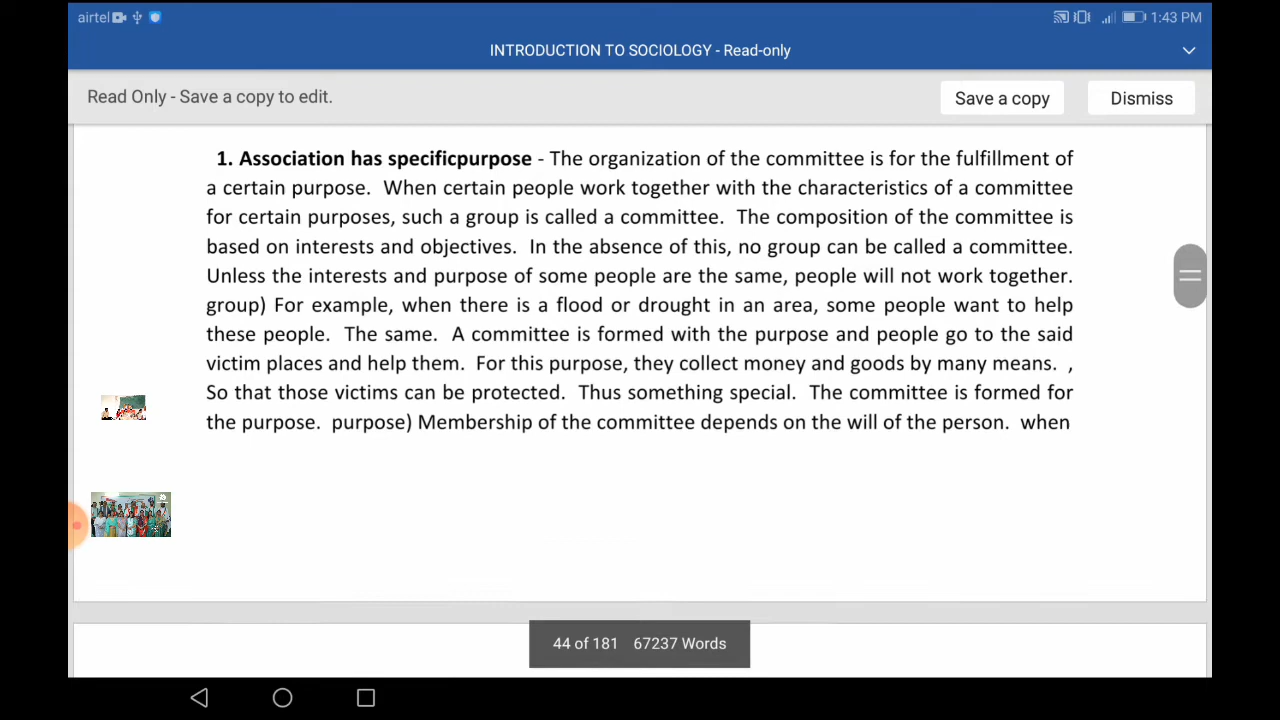 airtel 1:43 PM
INTRODUCTION TO SOCIOLOGY - Read-only
Read Only - Save a copy to edit.
Save a copy
Dismiss
1. Association has specificpurpose - The organization of the committee is for the fulfillment of
a certain purpose. When certain people work together with the characteristics of a committee
for certain purposes, such a group is called a committee. The composition of the committee is
based on interests and objectives. In the absence of this, no group can be called a committee.
Unless the interests and purpose of some people are the same, people will not work together.
group) For example, when there is a flood or drought in an area, some people want to help
these people. The same. A committee is formed with the purpose and people go to the said
victim places and help them. For this purpose, they collect money and goods by many means. ,
So that those victims can be protected. Thus something special. The committee is formed for
the purpose. purpose) Membership of the committee depends on the will of the person. when
44 of 181 67237 Words